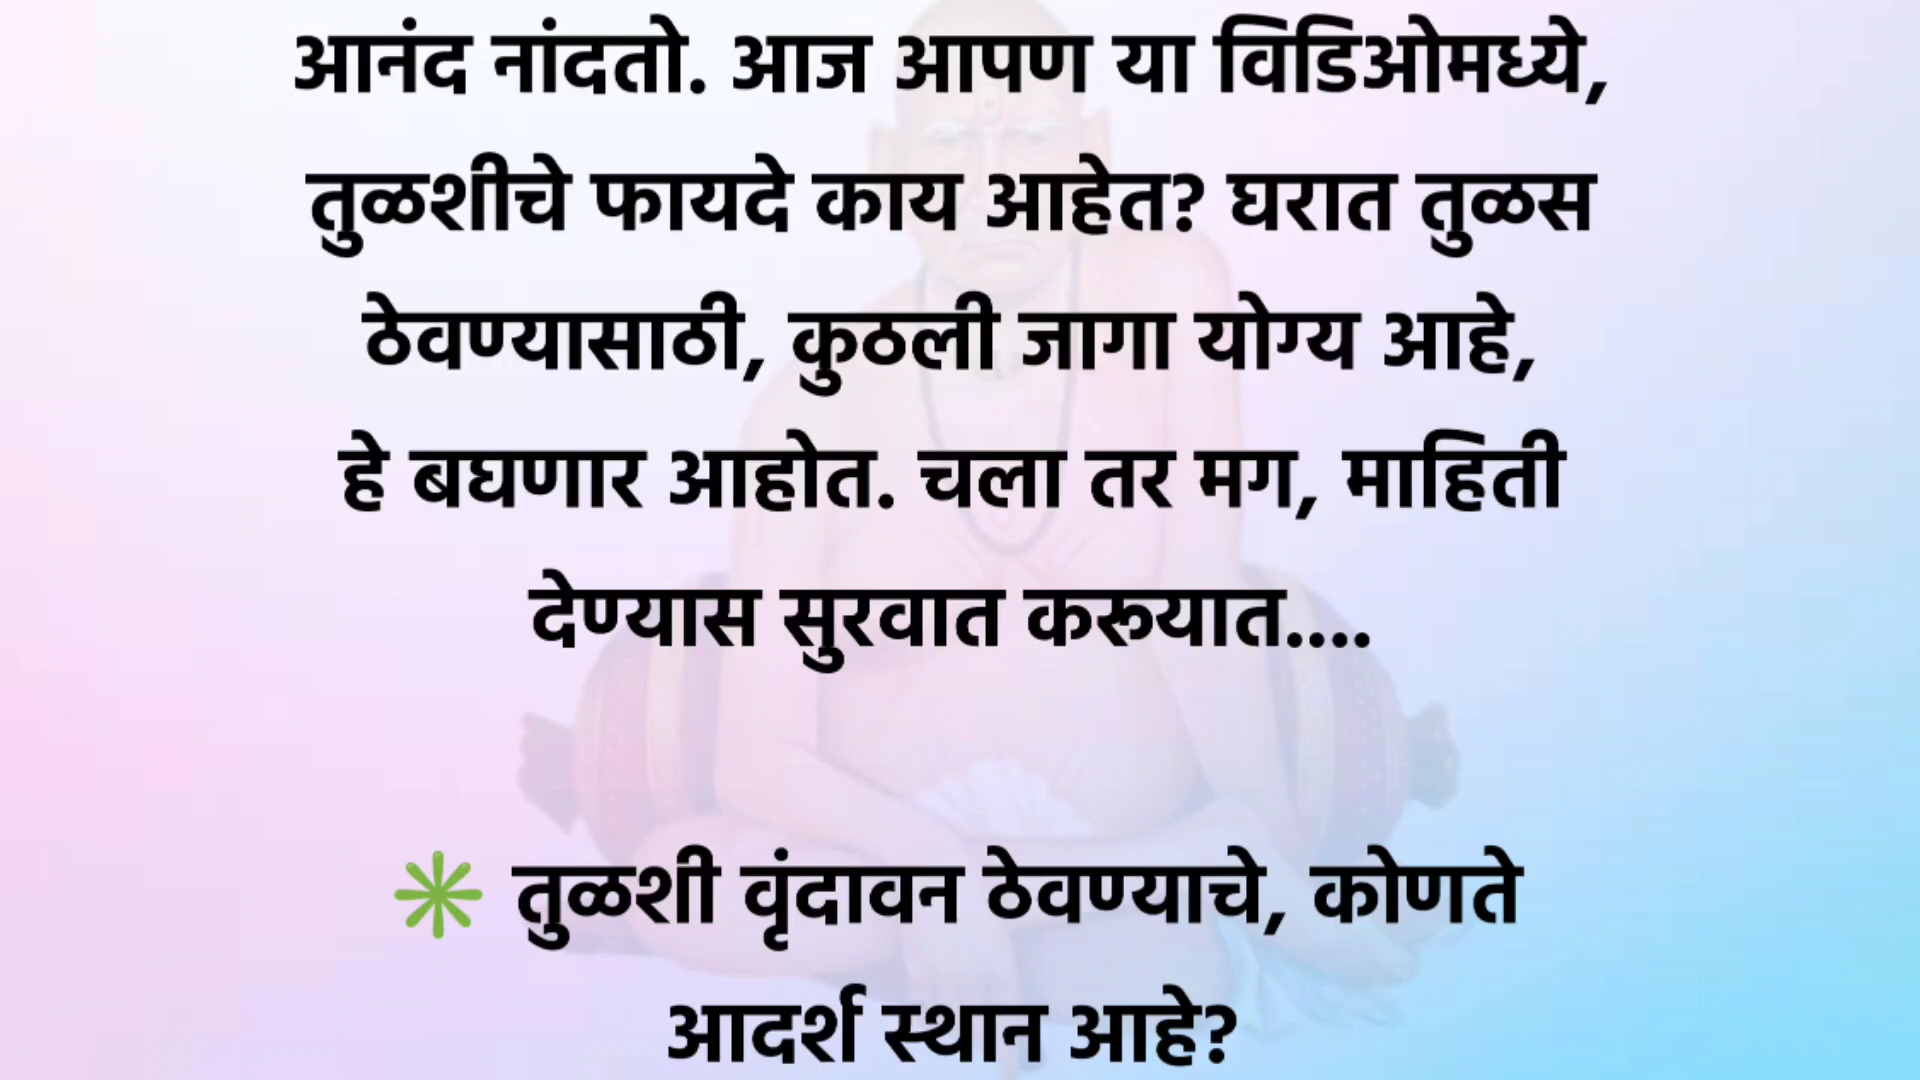 आनंद नांदतो. आज आपण या विडिओमध्ये,
तुळशीचे फायदे काय आहेत? घरात तुळस
ठेवण्यासाठी, कुठली जागा योग्य आहे,
हे बघणार आहोत. चला तर मग, माहिती
देण्यास सुरवात करूयात....
✳️ तुळशी वृंदावन ठेवण्याचे, कोणते
आदर्श स्थान आहे?